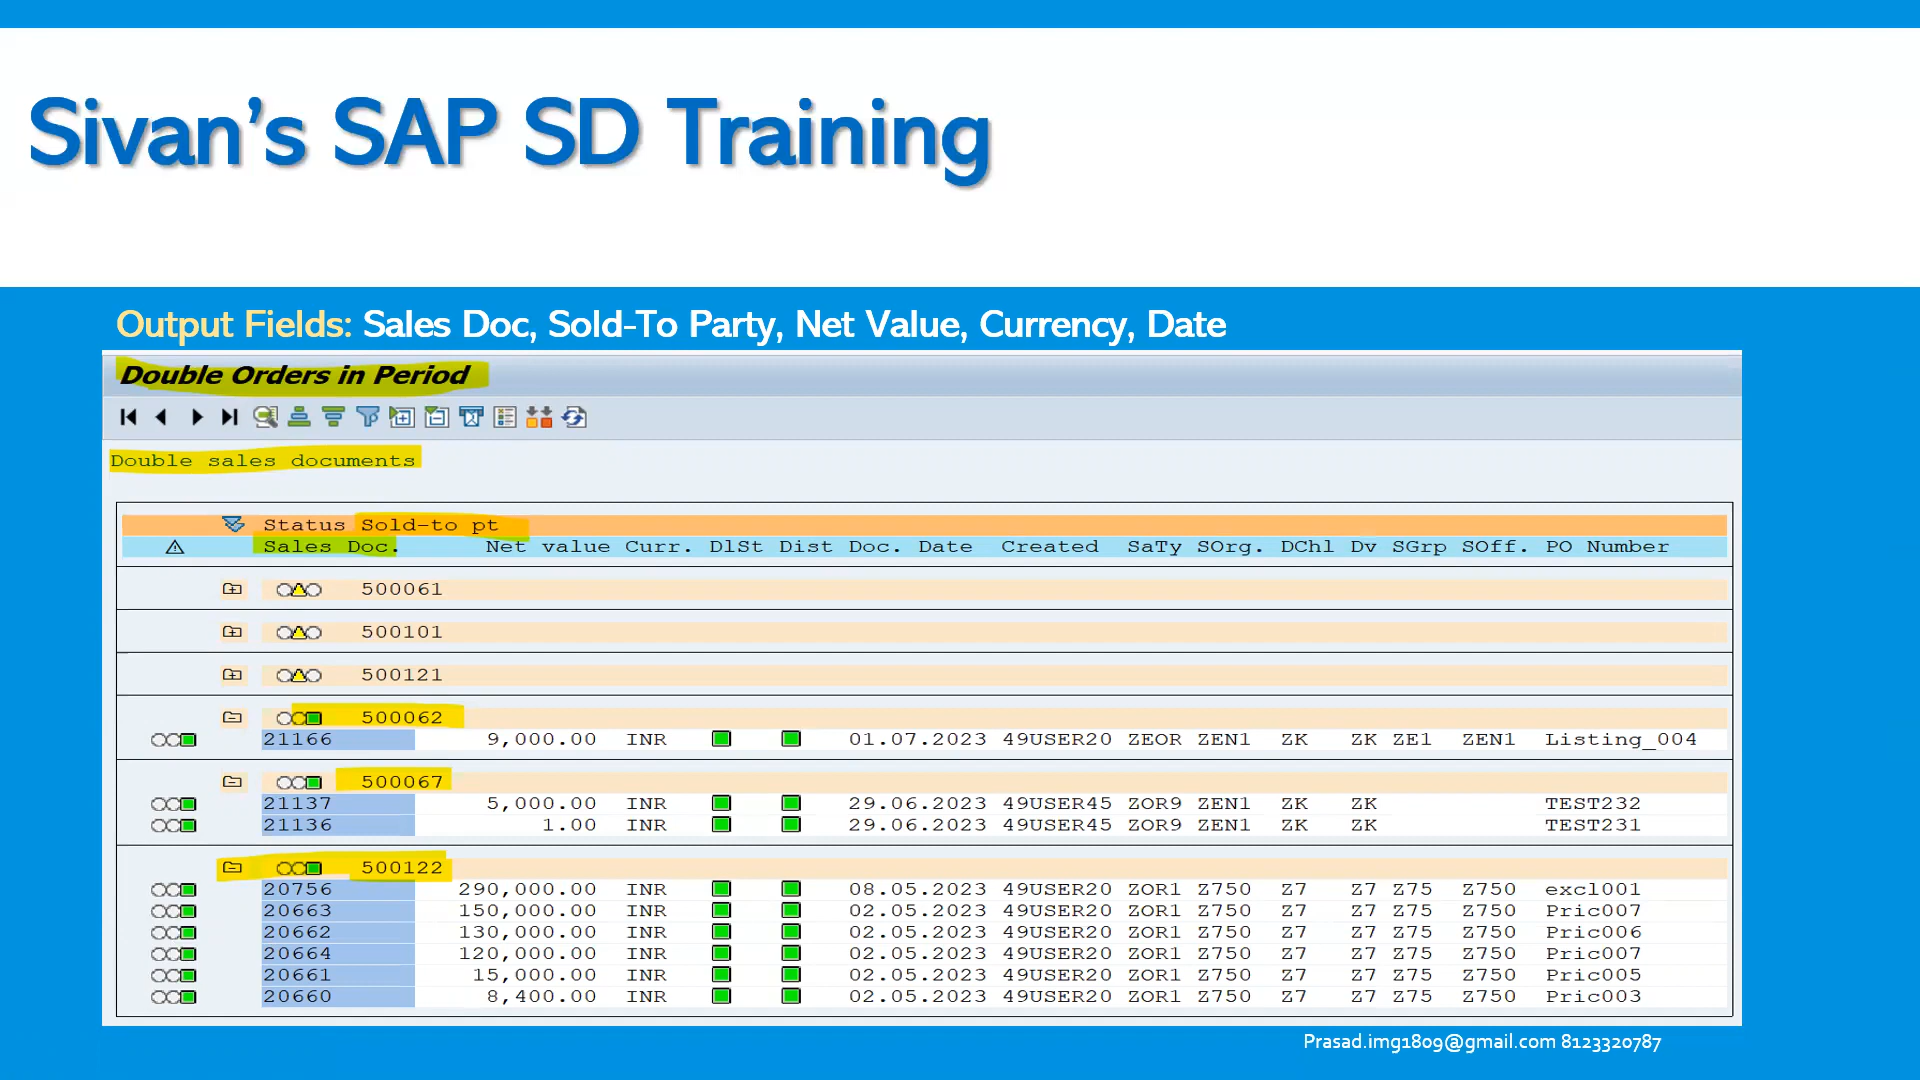 Sivan's SAP SD Training
Output Fields: Sales Doc, Sold-To Party, Net Value, Currency, Date
Double Orders in Period
Double sales documents
Status Sold-to pt
Sales Doc. Net value Curr. DlSt Dist Doc. Date Created SaTy SOrg. DChl Dv SGrp SOff. PO Number
500061
500101
500121
500062
21166 9,000.00 INR 01.07.2023 49USER20 ZEOR ZEN1 ZK ZK ZE1 ZEN1 Listing_004
500067
21137 5,000.00 INR 29.06.2023 49USER45 ZOR9 ZEN1 ZK ZK TEST232
21136 1.00 INR 29.06.2023 49USER45 ZOR9 ZEN1 ZK ZK TEST231
500122
20756 290,000.00 INR 08.05.2023 49USER20 ZOR1 Z750 Z7 Z7 Z75 Z750 excl001
20663 150,000.00 INR 02.05.2023 49USER20 ZOR1 Z750 Z7 Z7 Z75 Z750 Pric007
20662 130,000.00 INR 02.05.2023 49USER20 ZOR1 Z750 Z7 Z7 Z75 Z750 Pric006
20664 120,000.00 INR 02.05.2023 49USER20 ZOR1 Z750 Z7 Z7 Z75 Z750 Pric007
20661 15,000.00 INR 02.05.2023 49USER20 ZOR1 Z750 Z7 Z7 Z75 Z750 Pric005
20660 8,400.00 INR 02.05.2023 49USER20 ZOR1 Z750 Z7 Z7 Z75 Z750 Pric003
Prasad.img1809@gmail.com 8123320787